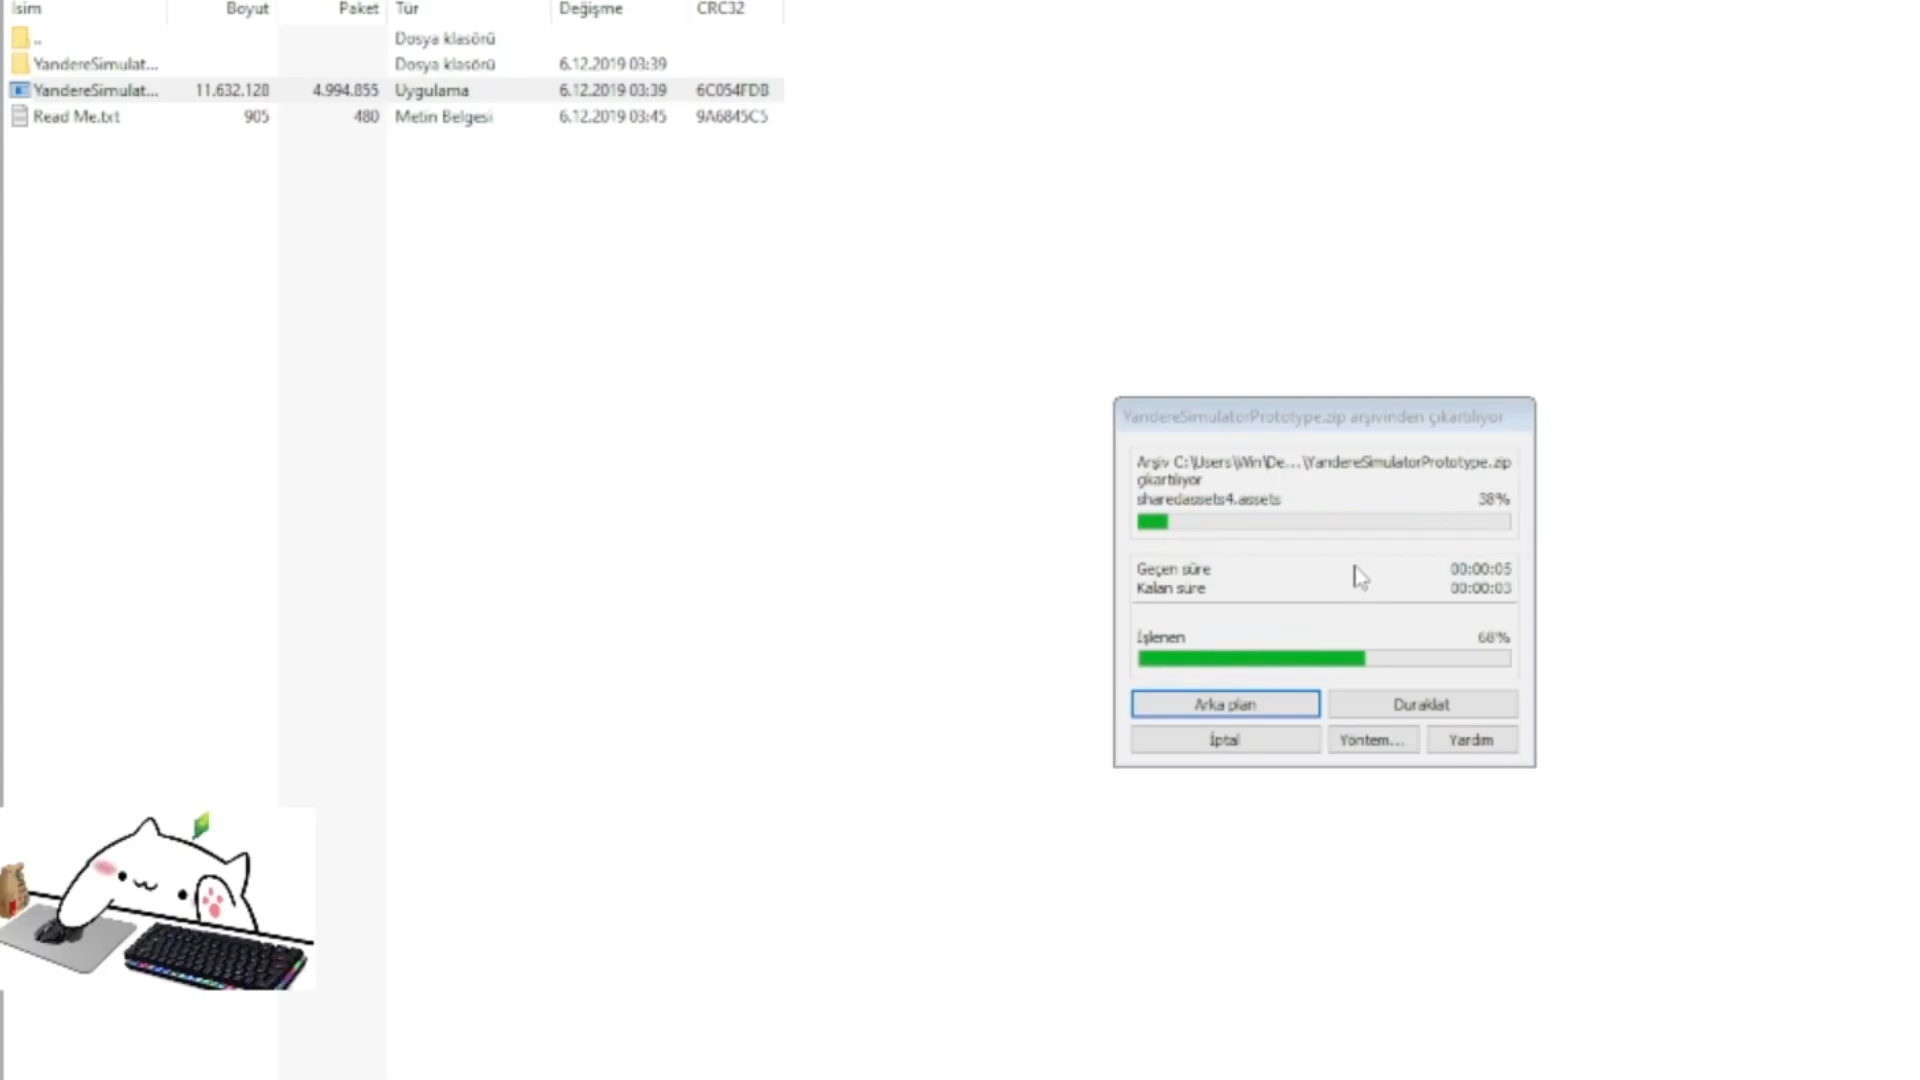 İsim Boyut Paket Tür Değişme CRC32
.. Dosya klasörü
YandereSimulat... Dosya klasörü 6.12.2019 03:39
YandereSimulat... 11.632.128 4.994.855 Uygulama 6.12.2019 03:39 6C054FDB
Read Me.txt 905 480 Metin Belgesi 6.12.2019 03:45 9A6845C5
YandereSimulatorPrototype.zip arşivinden çıkartılıyor
Arşiv C:\Users\Win\De...\YandereSimulatorPrototype.zip
çıkartılıyor
sharedassets4.assets 38%
Geçen süre 00:00:05
Kalan süre 00:00:03
İşlenen 68%
Arka plan Duraklat
İptal Yöntem... Yardım